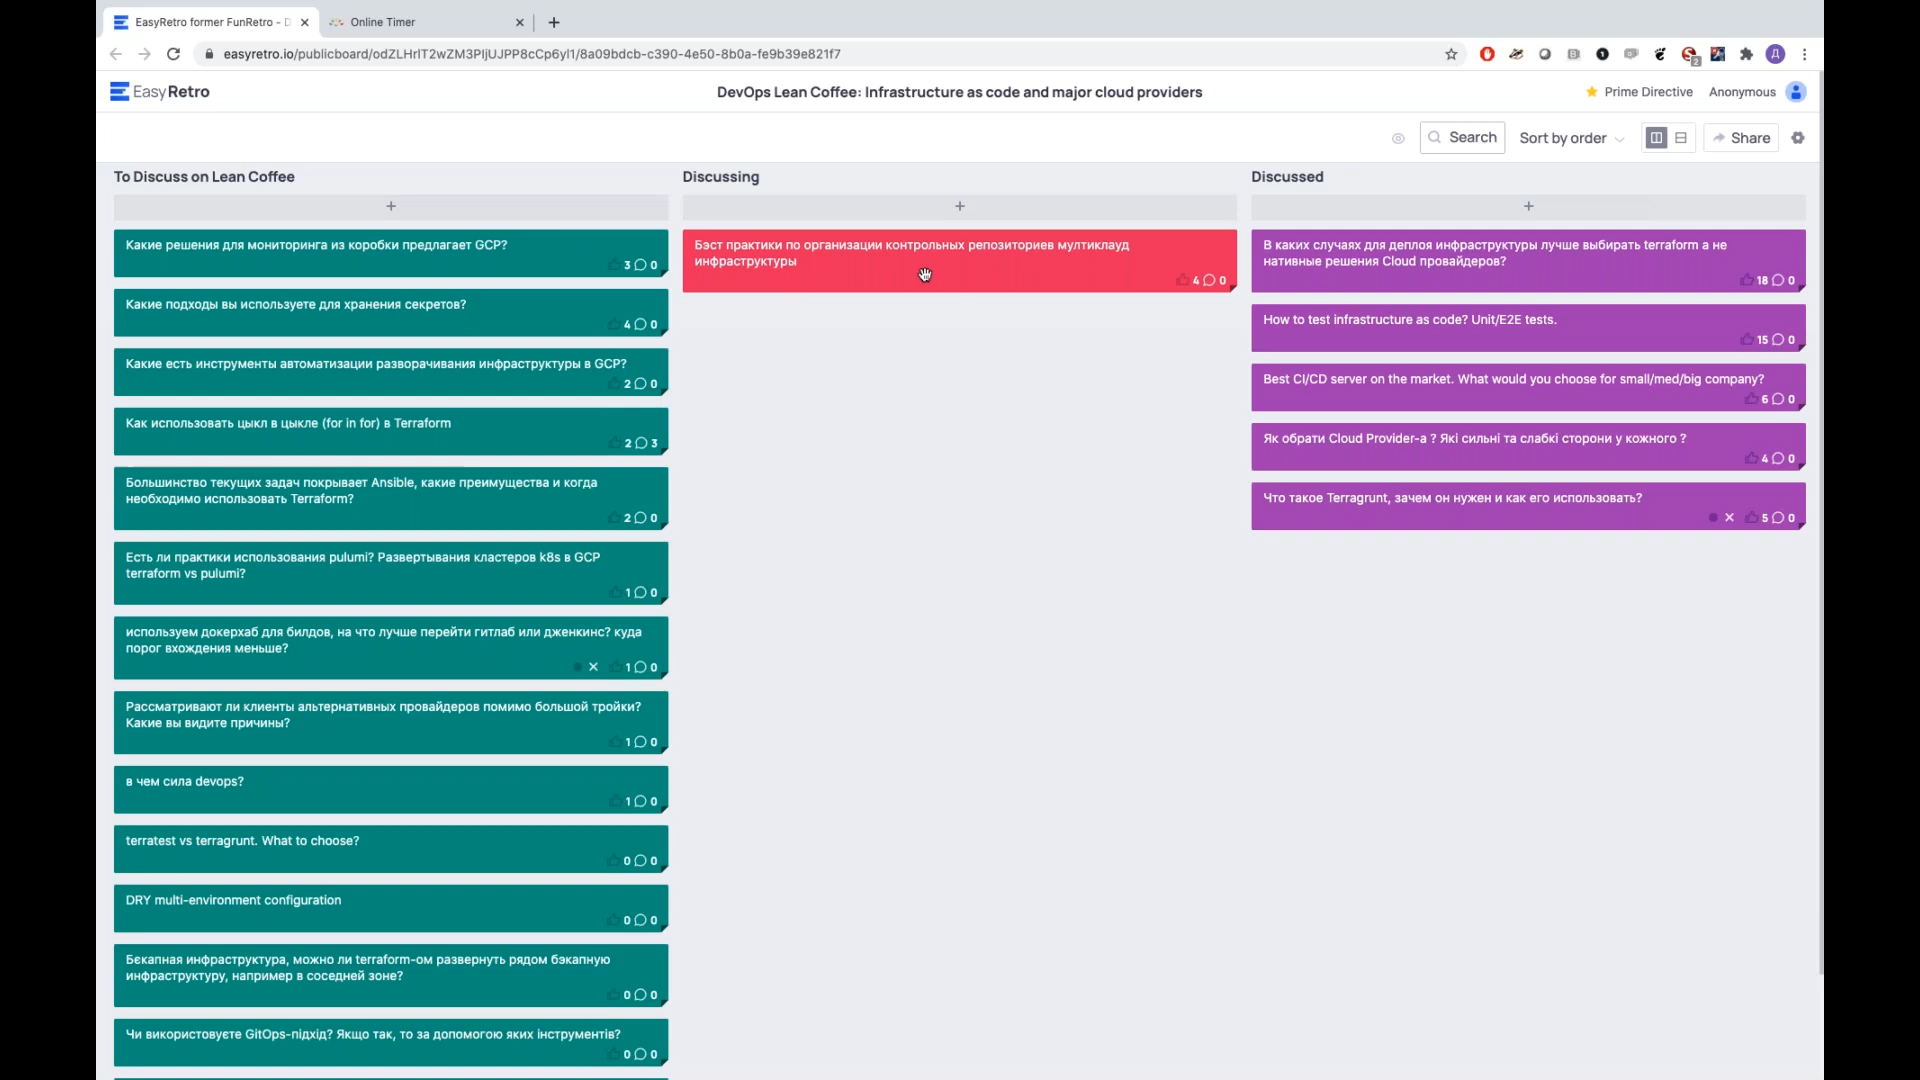 EasyRetro former FunRetro - D
Online Timer
easyretro.io/publicboard/odZLHrlT2wZM3PljUJPP8cCp6yl1/8a09bdcb-c390-4e50-8b0a-fe9b39e821f7
2
Д
EasyRetro
DevOps Lean Coffee: Infrastructure as code and major cloud providers
Prime Directive
Anonymous
Search
Sort by order
Share
To Discuss on Lean Coffee
+
Какие решения для мониторинга из коробки предлагает GCP?
3 0
Какие подходы вы используете для хранения секретов?
4 0
Какие есть инструменты автоматизации разворачивания инфраструктуры в GCP?
2 0
Как использовать цыкл в цыкле (for in for) в Terraform
2 3
Большинство текущих задач покрывает Ansible, какие преимущества и когда
необходимо использовать Terraform?
2 0
Есть ли практики использования pulumi? Развертывания кластеров k8s в GCP
terraform vs pulumi?
1 0
используем докерхаб для билдов, на что лучше перейти гитлаб или дженкинс? куда
порог вхождения меньше?
1 0
Рассматривают ли клиенты альтернативных провайдеров помимо большой тройки?
Какие вы видите причины?
1 0
в чем сила devops?
1 0
terratest vs terragrunt. What to choose?
0 0
DRY multi-environment configuration
0 0
Бєкапная инфраструктура, можно ли terraform-ом развернуть рядом бэкапную
инфраструктуру, например в соседней зоне?
0 0
Чи використовуєте GitOps-підхід? Якщо так, то за допомогою яких інструментів?
0 0
Discussing
+
Бэст практики по организации контрольных репозиториев мултиклауд
инфраструктуры
4 0
Discussed
+
В каких случаях для деплоя инфраструктуры лучше выбирать terraform а не
нативные решения Cloud провайдеров?
18 0
How to test infrastructure as code? Unit/E2E tests.
15 0
Best CI/CD server on the market. What would you choose for small/med/big company?
6 0
Як обрати Cloud Provider-а ? Які сильні та слабкі сторони у кожного ?
4 0
Что такое Terragrunt, зачем он нужен и как его использовать?
5 0